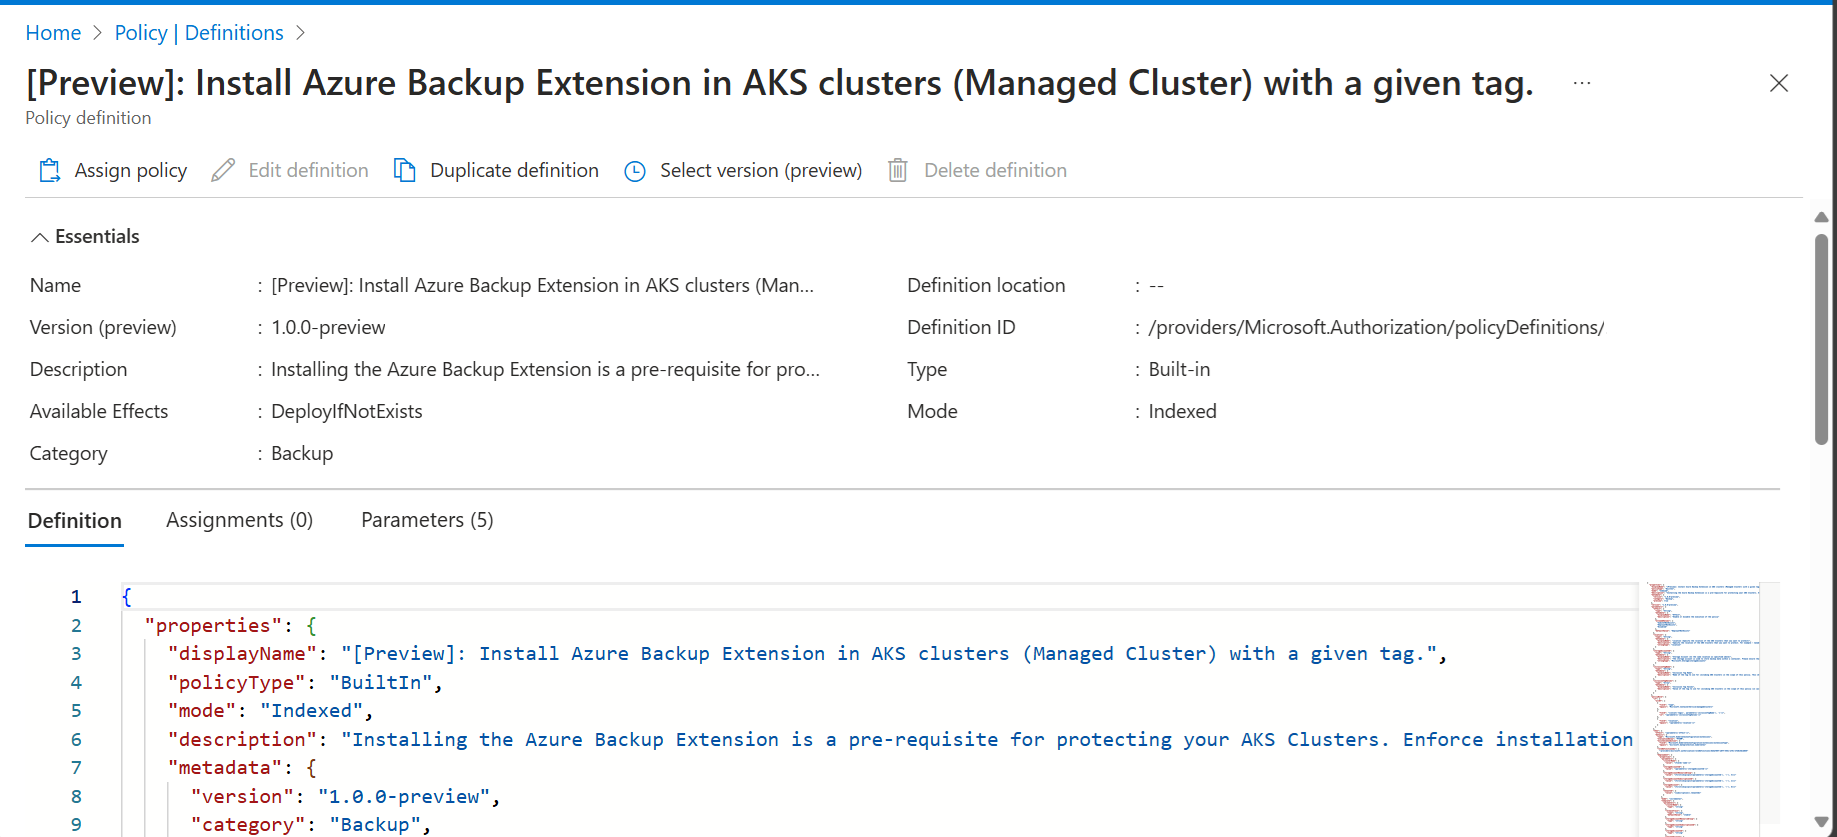 Home > Policy | Definitions >
[Preview]: Install Azure Backup Extension in AKS clusters (Managed Cluster) with a given tag. ...
Policy definition
Assign policy Edit definition Duplicate definition Select version (preview) Delete definition
Essentials
Name : [Preview]: Install Azure Backup Extension in AKS clusters (Man...
Definition location : --
Version (preview) : 1.0.0-preview
Definition ID : /providers/Microsoft.Authorization/policyDefinitions/
Description : Installing the Azure Backup Extension is a pre-requisite for pro...
Type : Built-in
Available Effects : DeployIfNotExists
Mode : Indexed
Category : Backup
Definition Assignments (0) Parameters (5)
1 {
2 "properties": {
3 "displayName": "[Preview]: Install Azure Backup Extension in AKS clusters (Managed Cluster) with a given tag.",
4 "policyType": "BuiltIn",
5 "mode": "Indexed",
6 "description": "Installing the Azure Backup Extension is a pre-requisite for protecting your AKS Clusters. Enforce installation
7 "metadata": {
8 "version": "1.0.0-preview",
9 "category": "Backup",